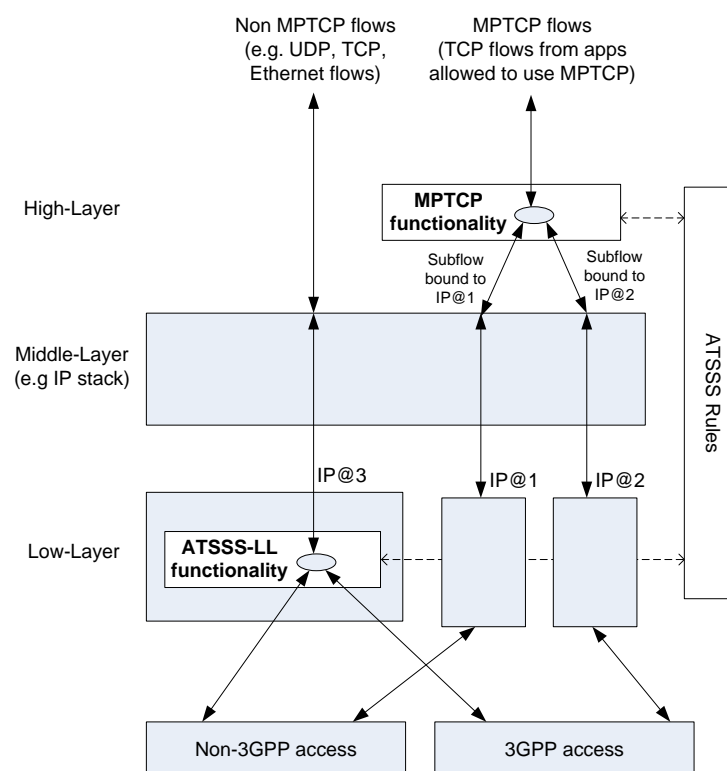 Non MPTCP flows
(e.g. UDP, TCP,
Ethernet flows)
MPTCP flows
(TCP flows from apps
allowed to use MPTCP)
High-Layer
MPTCP
functionality
Subflow
bound to
IP@1
Subflow
bound to
IP@2
ATSSS Rules
Middle-Layer
(e.g IP stack)
IP@3
IP@1
IP@2
Low-Layer
ATSSS-LL
functionality
Non-3GPP access
3GPP access